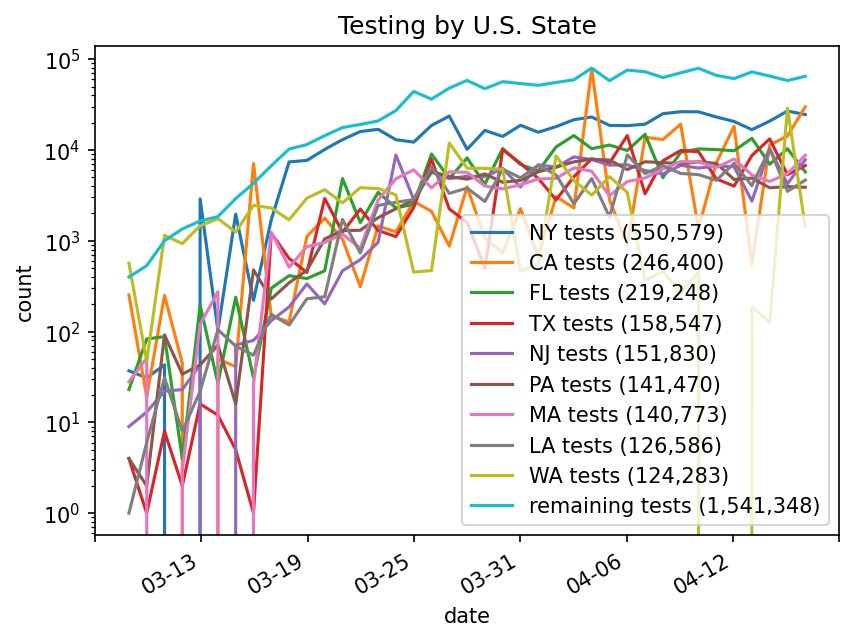 Testing by U.S. State
count
10^5
10^4
10^3
10^2
10^1
10^0
NY tests (550,579)
CA tests (246,400)
FL tests (219,248)
TX tests (158,547)
NJ tests (151,830)
PA tests (141,470)
MA tests (140,773)
LA tests (126,586)
WA tests (124,283)
remaining tests (1,541,348)
03-13 03-19 03-25 03-31 04-06 04-12
date